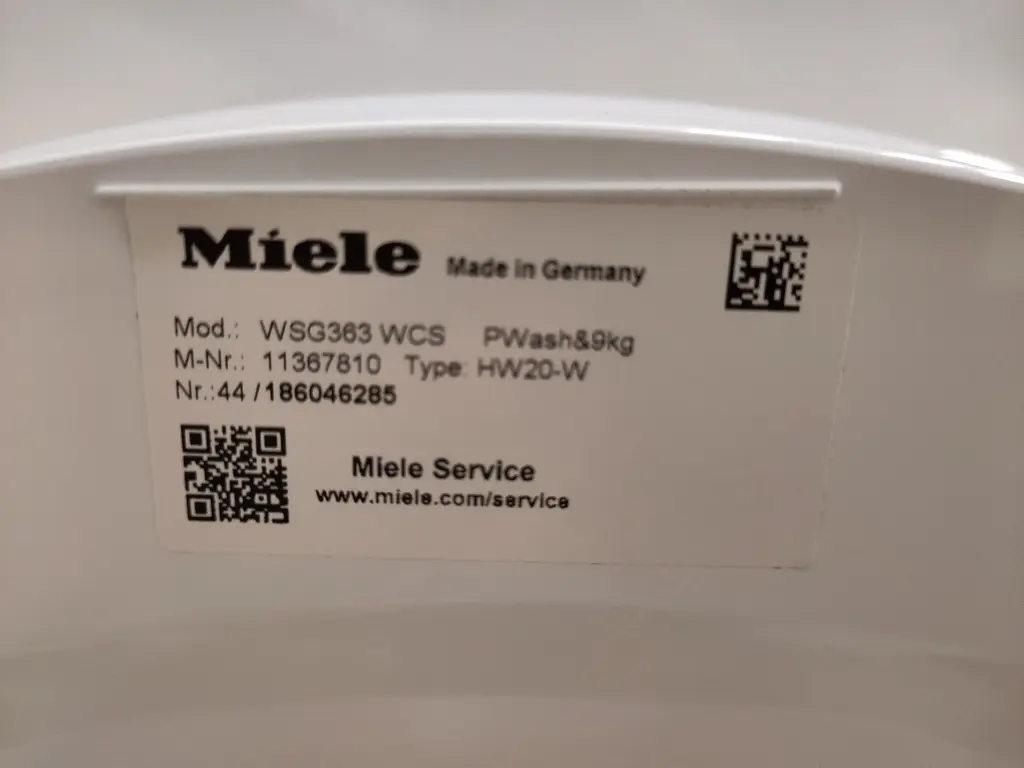 Miele Made in Germany
Mod.: WSG363 WCS PWash&9kg
M-Nr.: 11367810 Type: HW20-W
Nr.:44 /186046285
Miele Service
www.miele.com/service